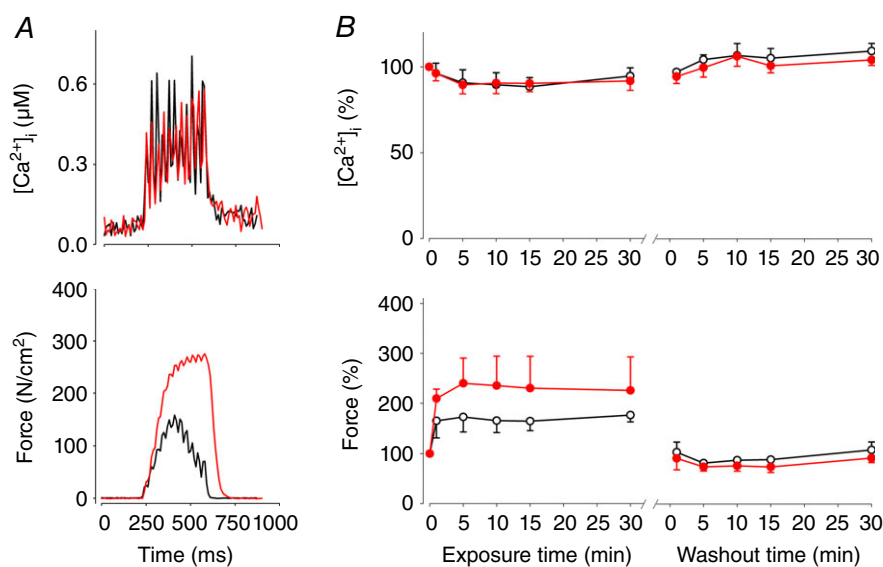 A
B
[Ca²⁺]ᵢ (μM)
0.6
0.3
0.0
[Ca²⁺]ᵢ (%)
100
50
0
0 5 10 15 20 25 30
0 5 10 15 20 25 30
Force (N/cm²)
400
300
200
100
0
0 250 500 750 1000
Time (ms)
Force (%)
400
300
200
100
0
0 5 10 15 20 25 30
Exposure time (min)
0 5 10 15 20 25 30
Washout time (min)